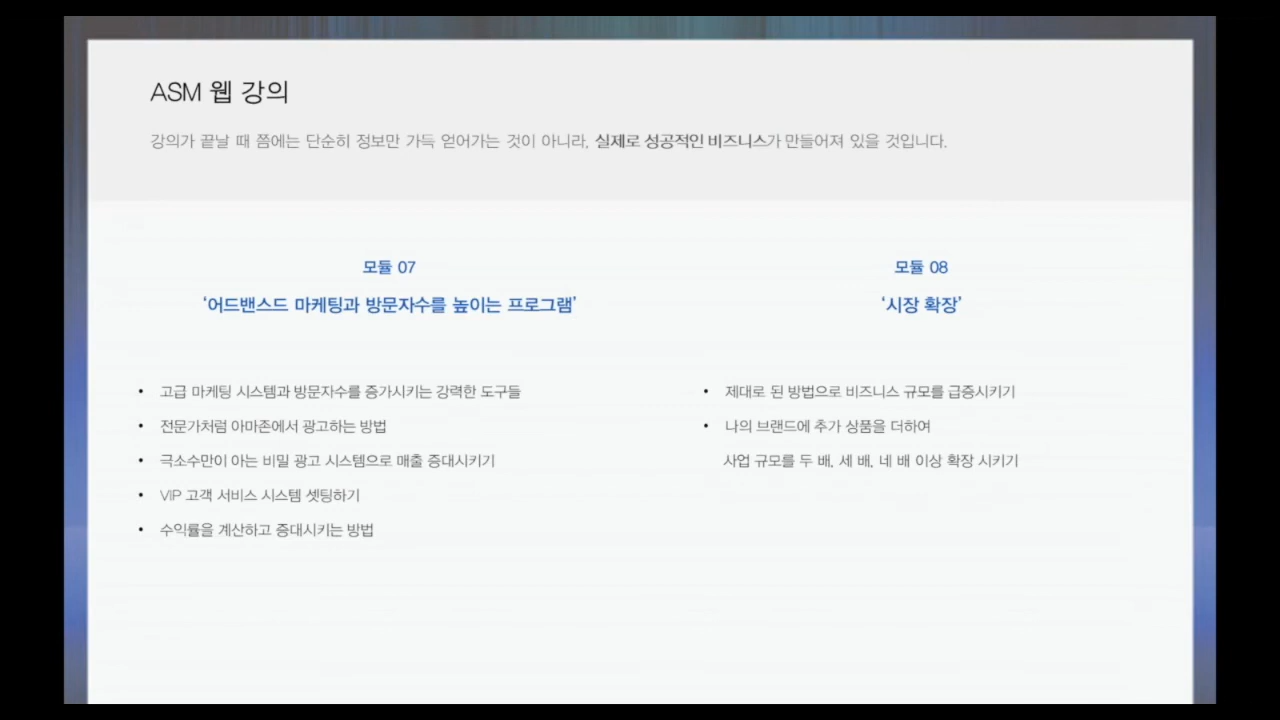 ASM 웹 강의
강의가 끝날 때 쯤에는 단순히 정보만 가득 얻어가는 것이 아니라, 실제로 성공적인 비즈니스가 만들어져 있을 것입니다.
모듈 07
‘어드밴스드 마케팅과 방문자수를 높이는 프로그램’
• 고급 마케팅 시스템과 방문자수를 증가시키는 강력한 도구들
• 전문가처럼 아마존에서 광고하는 방법
• 극소수만이 아는 비밀 광고 시스템으로 매출 증대시키기
• VIP 고객 서비스 시스템 셋팅하기
• 수익률을 계산하고 증대시키는 방법
모듈 08
‘시장 확장’
• 제대로 된 방법으로 비즈니스 규모를 급증시키기
• 나의 브랜드에 추가 상품을 더하여
사업 규모를 두 배, 세 배, 네 배 이상 확장 시키기